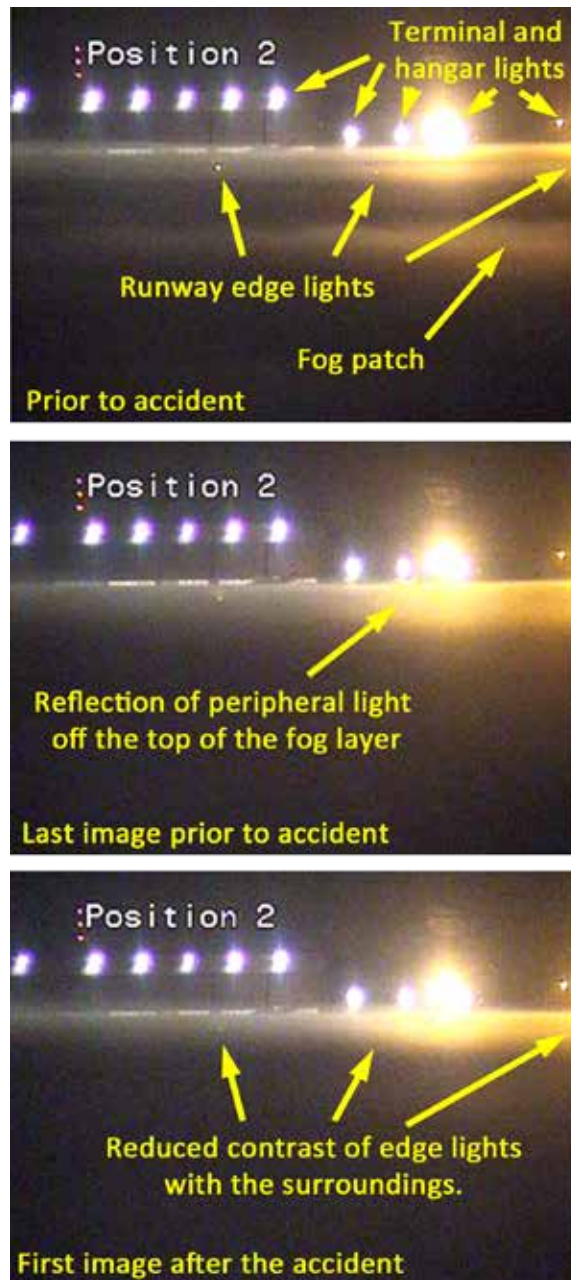 :Position 2
Terminal and
hangar lights
Runway edge lights
Fog patch
Prior to accident
:Position 2
Reflection of peripheral light
off the top of the fog layer
Last image prior to accident
:Position 2
Reduced contrast of edge lights
with the surroundings.
First image after the accident